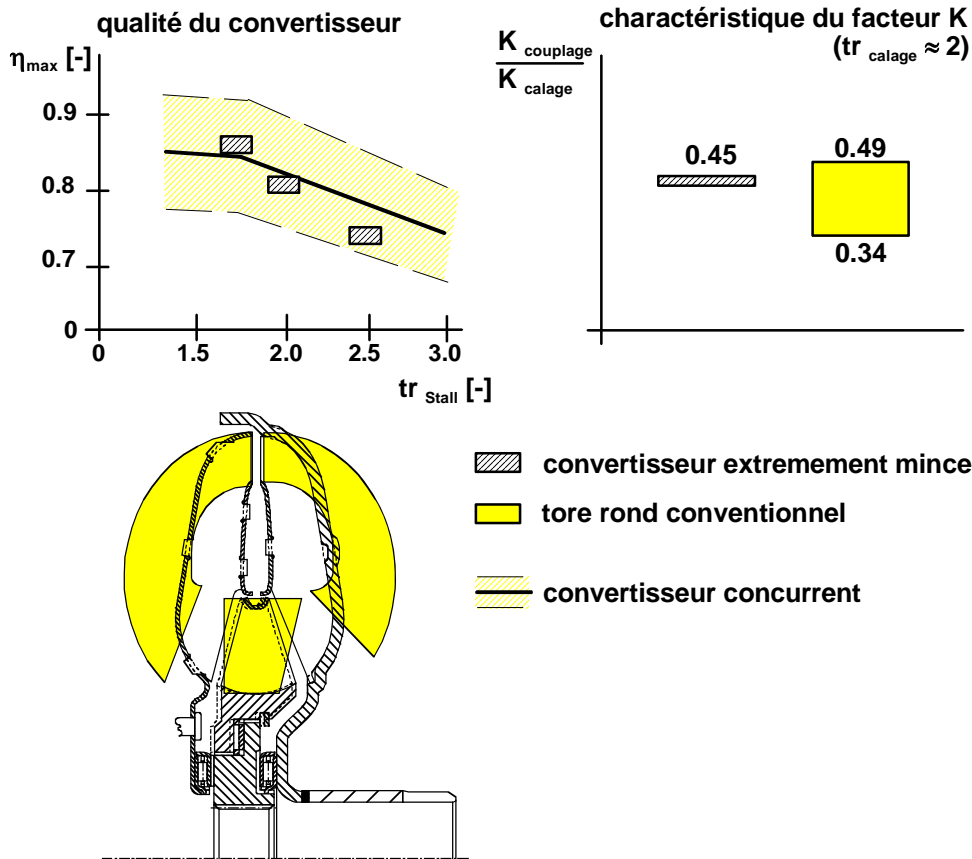 qualité du convertisseur
ηmax [-]
0.9
0.8
0.7
0
0 1.5 2.0 2.5 3.0
tr Stall [-]
charactéristique du facteur K
(tr calage ≈ 2)
K couplage
K calage
0.45
0.49
0.34
convertisseur extremement mince
tore rond conventionnel
convertisseur concurrent